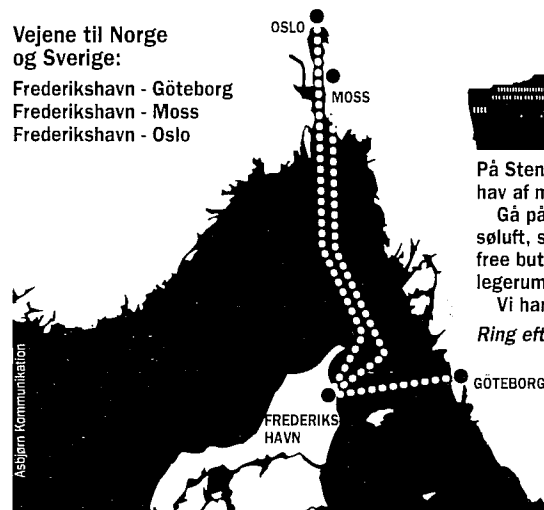 Vejene til Norge
og Sverige:
Frederikshavn - Göteborg
Frederikshavn - Moss
Frederikshavn - Oslo
OSLO
MOSS
På Sten
hav af m
Gå på
søluft, s
free but
legerum
Vi har
Ring eft
GÖTEBORG
FREDERIKS
HAVN
Asbjørn Kommunikation